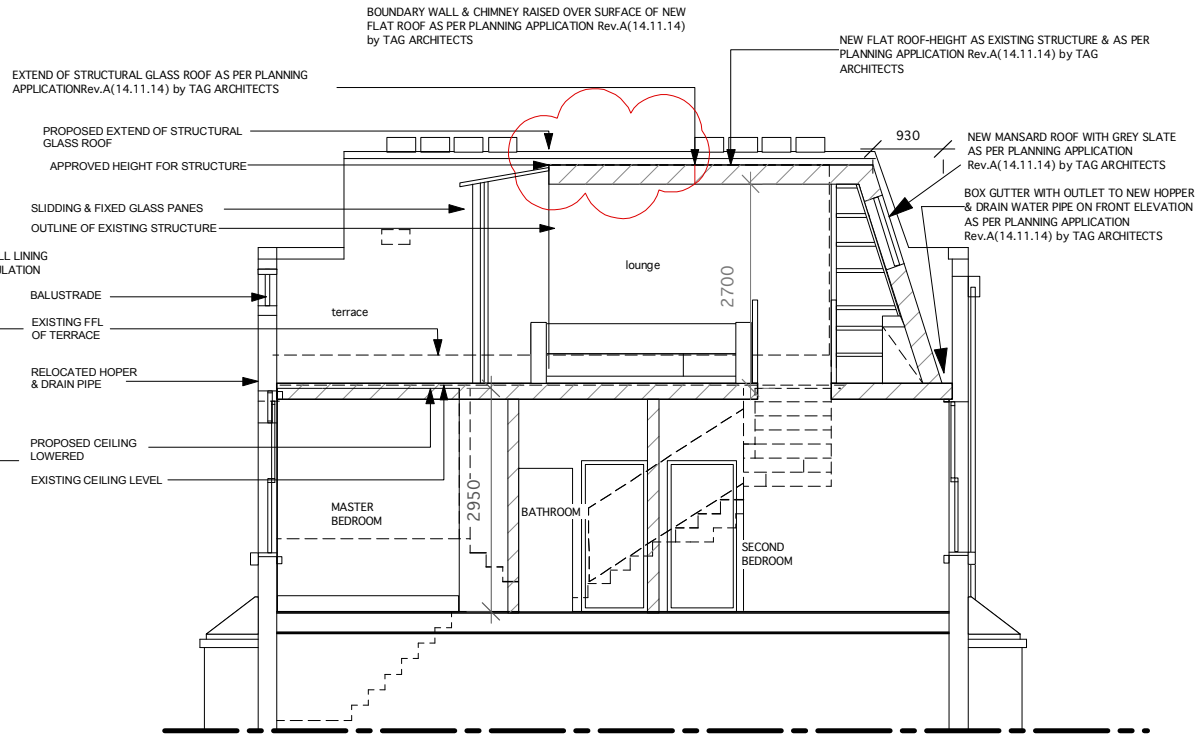 BOUNDARY WALL & CHIMNEY RAISED OVER SURFACE OF NEW
FLAT ROOF AS PER PLANNING APPLICATION Rev.A(14.11.14)
by TAG ARCHITECTS
NEW FLAT ROOF-HEIGHT AS EXISTING STRUCTURE & AS PER
PLANNING APPLICATION Rev.A(14.11.14) by TAG
ARCHITECTS
EXTEND OF STRUCTURAL GLASS ROOF AS PER PLANNING
APPLICATIONRev.A(14.11.14) by TAG ARCHITECTS
PROPOSED EXTEND OF STRUCTURAL
GLASS ROOF
930
NEW MANSARD ROOF WITH GREY SLATE
AS PER PLANNING APPLICATION
Rev.A(14.11.14) by TAG ARCHITECTS
APPROVED HEIGHT FOR STRUCTURE
BOX GUTTER WITH OUTLET TO NEW HOPPER
& DRAIN WATER PIPE ON FRONT ELEVATION
AS PER PLANNING APPLICATION
Rev.A(14.11.14) by TAG ARCHITECTS
SLIDDING & FIXED GLASS PANES
OUTLINE OF EXISTING STRUCTURE
LL LINING
ULATION
lounge
2700
BALUSTRADE
terrace
EXISTING FFL
OF TERRACE
RELOCATED HOPER
& DRAIN PIPE
PROPOSED CEILING
LOWERED
EXISTING CEILING LEVEL
2950
MASTER
BEDROOM
BATHROOM
SECOND
BEDROOM